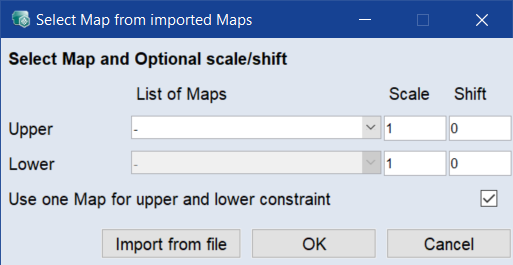 Select Map from imported Maps
Select Map and Optional scale/shift
List of Maps Scale Shift
Upper - 1 0
Lower - 1 0
Use one Map for upper and lower constraint
Import from file OK Cancel